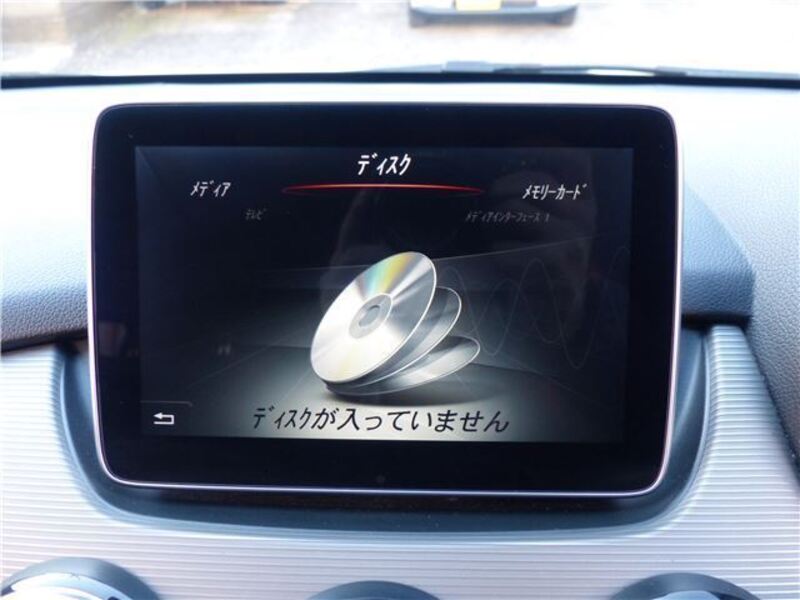 ディスク
メディア
メモリーカード
テレビ
メディアインターフェース 1
ディスクが入っていません